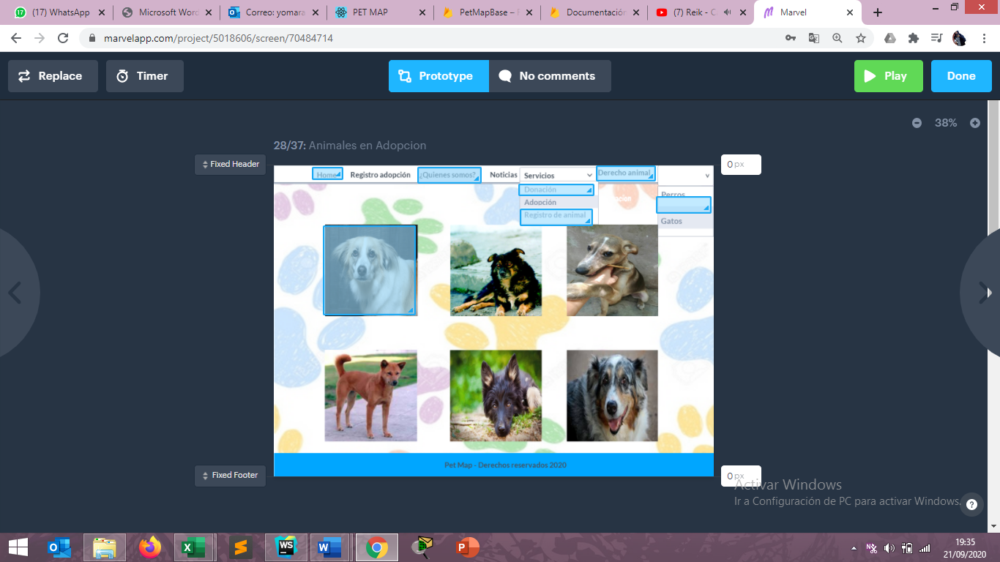 (17) WhatsApp
Microsoft Word
Correo: yomara
PET MAP
PetMapBase –
Documentación
(7) Reik - C
Marvel
marvelapp.com/project/5018606/screen/70484714
Replace
Timer
Prototype
No comments
Play
Done
38%
28/37: Animales en Adopcion
Fixed Header
0 px
Home
Registro adopción
¿Quienes somos?
Noticias
Servicios
Derecho animal
Donación
Adopción
Registro de animal
Perros
Gatos
Pet Map - Derechos reservados 2020
Fixed Footer
0 px
Activar Windows
Ir a Configuración de PC para activar Windows.
19:35
21/09/2020